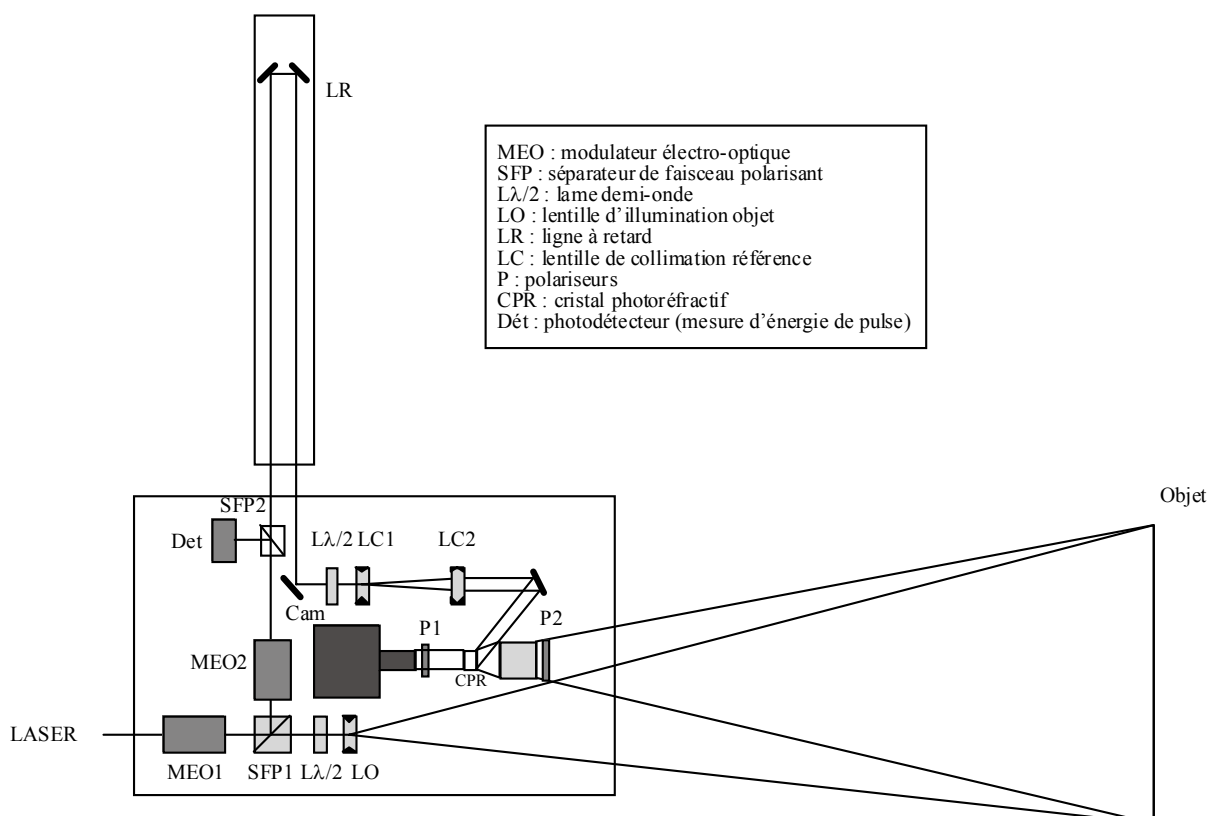 LR
MEO : modulateur électro-optique
SFP : séparateur de faisceau polarisant
Lλ/2 : lame demi-onde
LO : lentille d'illumination objet
LR : ligne à retard
LC : lentille de collimation référence
P : polariseurs
CPR : cristal photoréfractif
Dét : photodétecteur (mesure d'énergie de pulse)
Objet
SFP2
Det
Lλ/2 LC1 LC2
Cam
P1 P2
MEO2
CPR
LASER
MEO1 SFP1 Lλ/2 LO